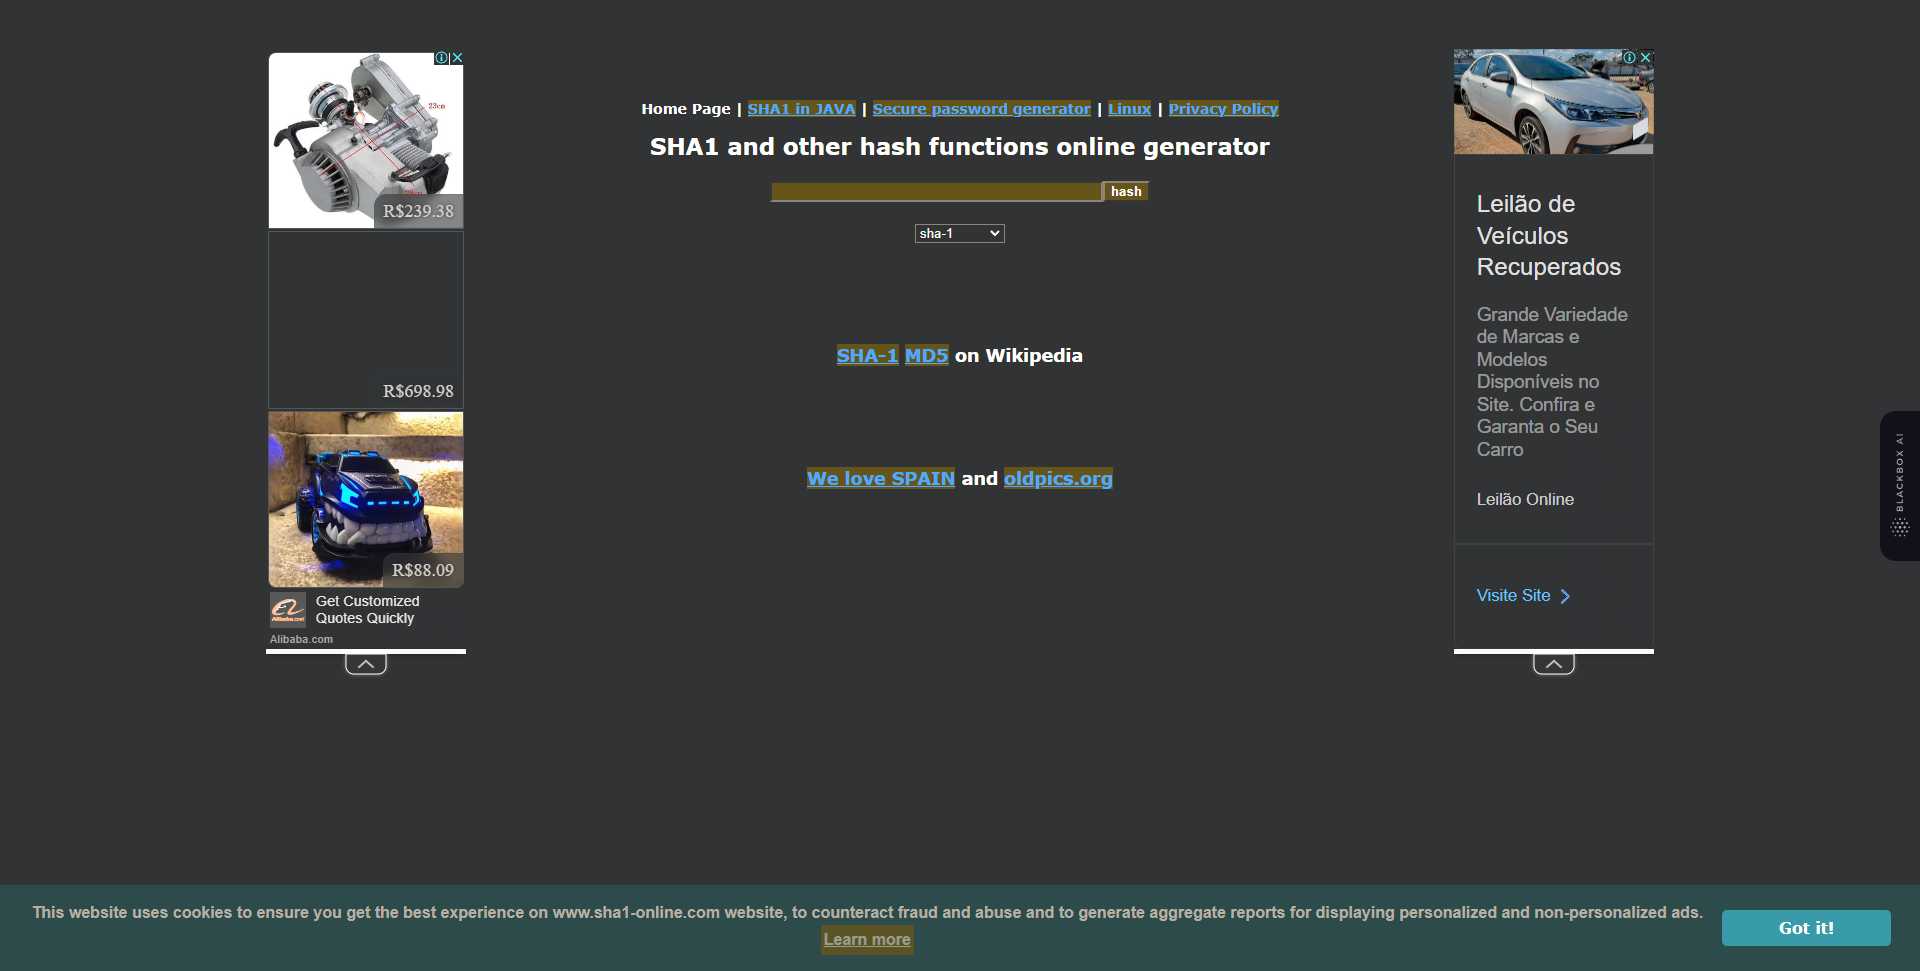 Home Page | SHA1 in JAVA | Secure password generator | Linux | Privacy Policy
SHA1 and other hash functions online generator
hash
sha-1
SHA-1 MD5 on Wikipedia
We love SPAIN and oldpics.org
23cm
R$239.38
R$698.98
R$88.09
Alibaba.com
Get Customized
Quotes Quickly
Alibaba.com
Leilão de
Veículos
Recuperados
Grande Variedade
de Marcas e
Modelos
Disponíveis no
Site. Confira e
Garanta o Seu
Carro
Leilão Online
Visite Site
BLACKBOX AI
This website uses cookies to ensure you get the best experience on www.sha1-online.com website, to counteract fraud and abuse and to generate aggregate reports for displaying personalized and non-personalized ads.
Learn more
Got it!